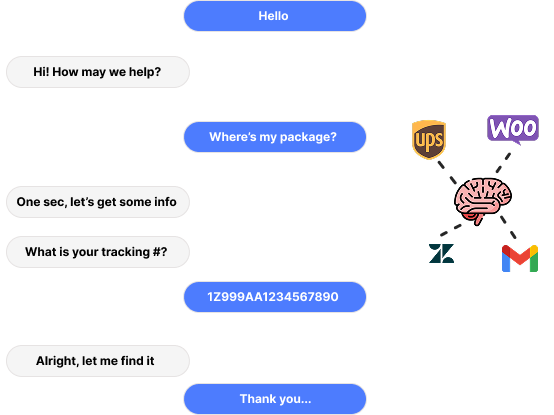 Hello
Hi! How may we help?
Where's my package?
ups
WOO
One sec, let's get some info
What is your tracking #?
1Z999AA1234567890
Alright, let me find it
Thank you...